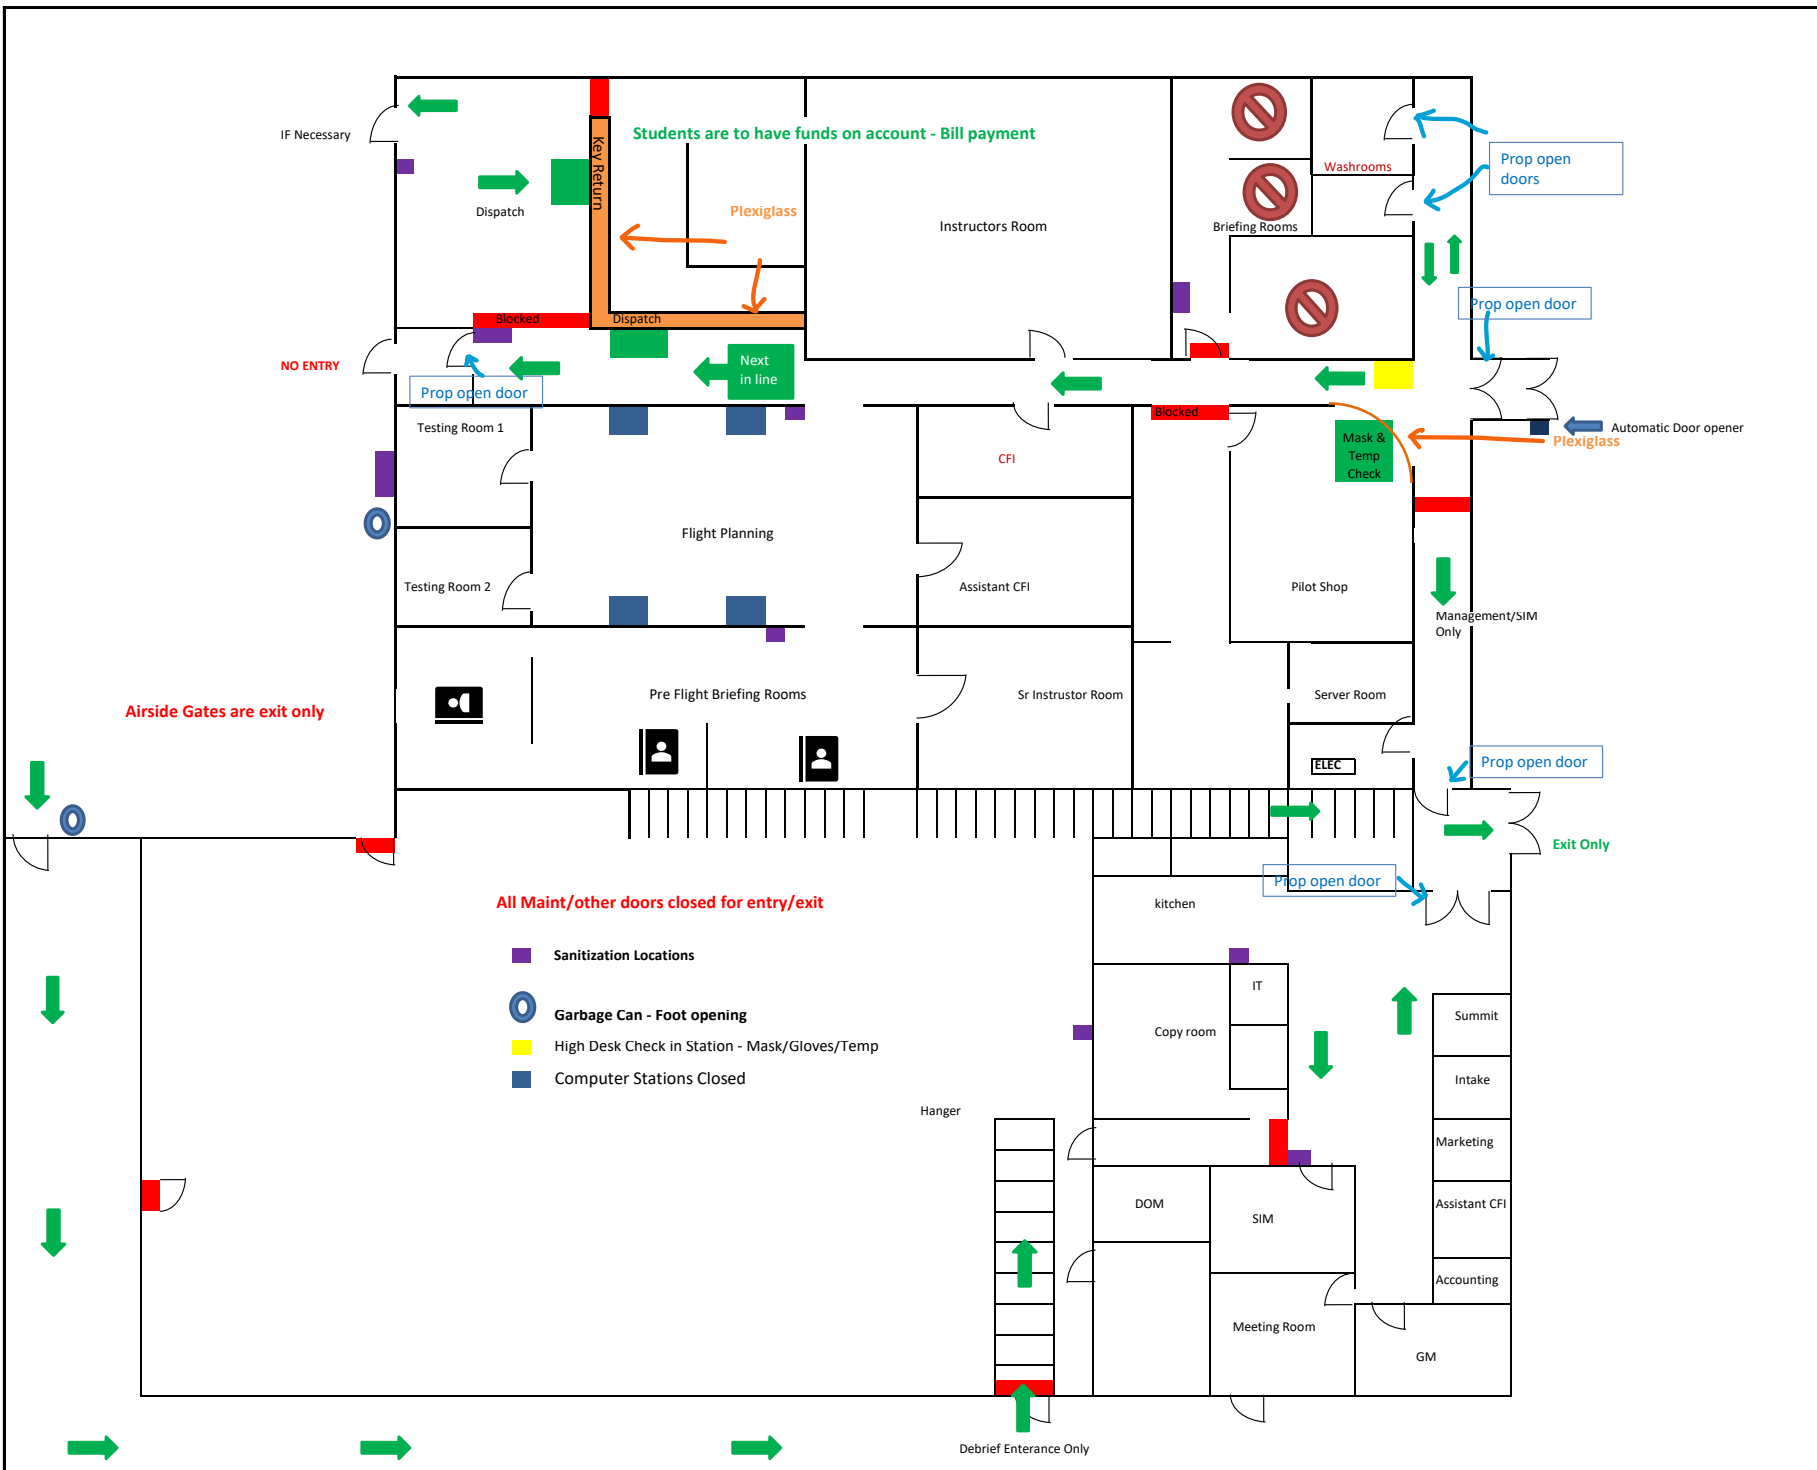 IF Necessary
Key Return
Students are to have funds on account - Bill payment
Washrooms
Prop open
doors
Dispatch
Plexiglass
Instructors Room
Briefing Rooms
Prop open door
Blocked
Dispatch
NO ENTRY
Next
in line
Prop open door
Testing Room 1
Blocked
Mask &
Temp
Check
Automatic Door opener
Plexiglass
CFI
Flight Planning
Testing Room 2
Assistant CFI
Pilot Shop
Management/SIM
Only
Airside Gates are exit only
Pre Flight Briefing Rooms
Sr Instrustor Room
Server Room
ELEC
Prop open door
Exit Only
Prop open door
All Maint/other doors closed for entry/exit
kitchen
Sanitization Locations
IT
Garbage Can - Foot opening
Summit
Copy room
High Desk Check in Station - Mask/Gloves/Temp
Computer Stations Closed
Intake
Hanger
Marketing
DOM
SIM
Assistant CFI
Accounting
Meeting Room
GM
Debrief Enterance Only